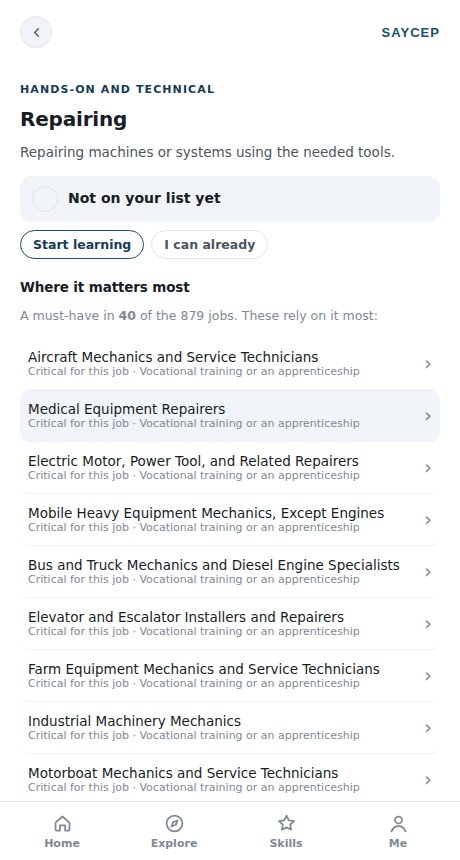 SAYCEP
HANDS-ON AND TECHNICAL
Repairing
Repairing machines or systems using the needed tools.
Not on your list yet
Start learning
I can already
Where it matters most
A must-have in 40 of the 879 jobs. These rely on it most:
Aircraft Mechanics and Service Technicians
Critical for this job · Vocational training or an apprenticeship
Medical Equipment Repairers
Critical for this job · Vocational training or an apprenticeship
Electric Motor, Power Tool, and Related Repairers
Critical for this job · Vocational training or an apprenticeship
Mobile Heavy Equipment Mechanics, Except Engines
Critical for this job · Vocational training or an apprenticeship
Bus and Truck Mechanics and Diesel Engine Specialists
Critical for this job · Vocational training or an apprenticeship
Elevator and Escalator Installers and Repairers
Critical for this job · Vocational training or an apprenticeship
Farm Equipment Mechanics and Service Technicians
Critical for this job · Vocational training or an apprenticeship
Industrial Machinery Mechanics
Critical for this job · Vocational training or an apprenticeship
Motorboat Mechanics and Service Technicians
Critical for this job · Vocational training or an apprenticeship
Home
Explore
Skills
Me